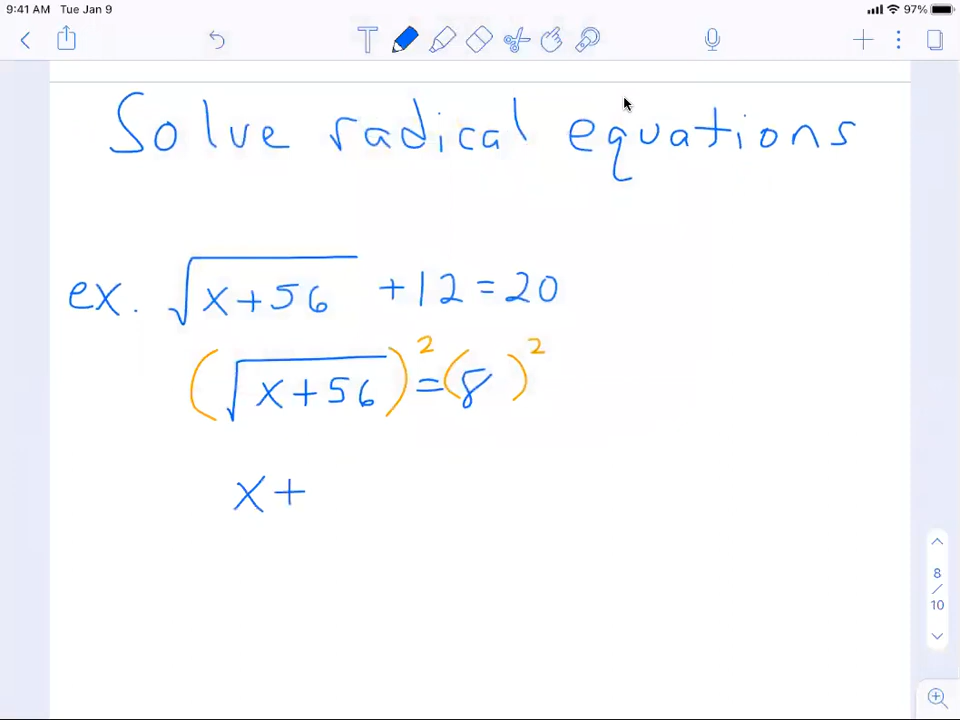 9:41 AM Tue Jan 9 97%
T
Solve radical equations
ex. √(x+56) +12=20
(√(x+56))²=(8)²
x+
8
/
10